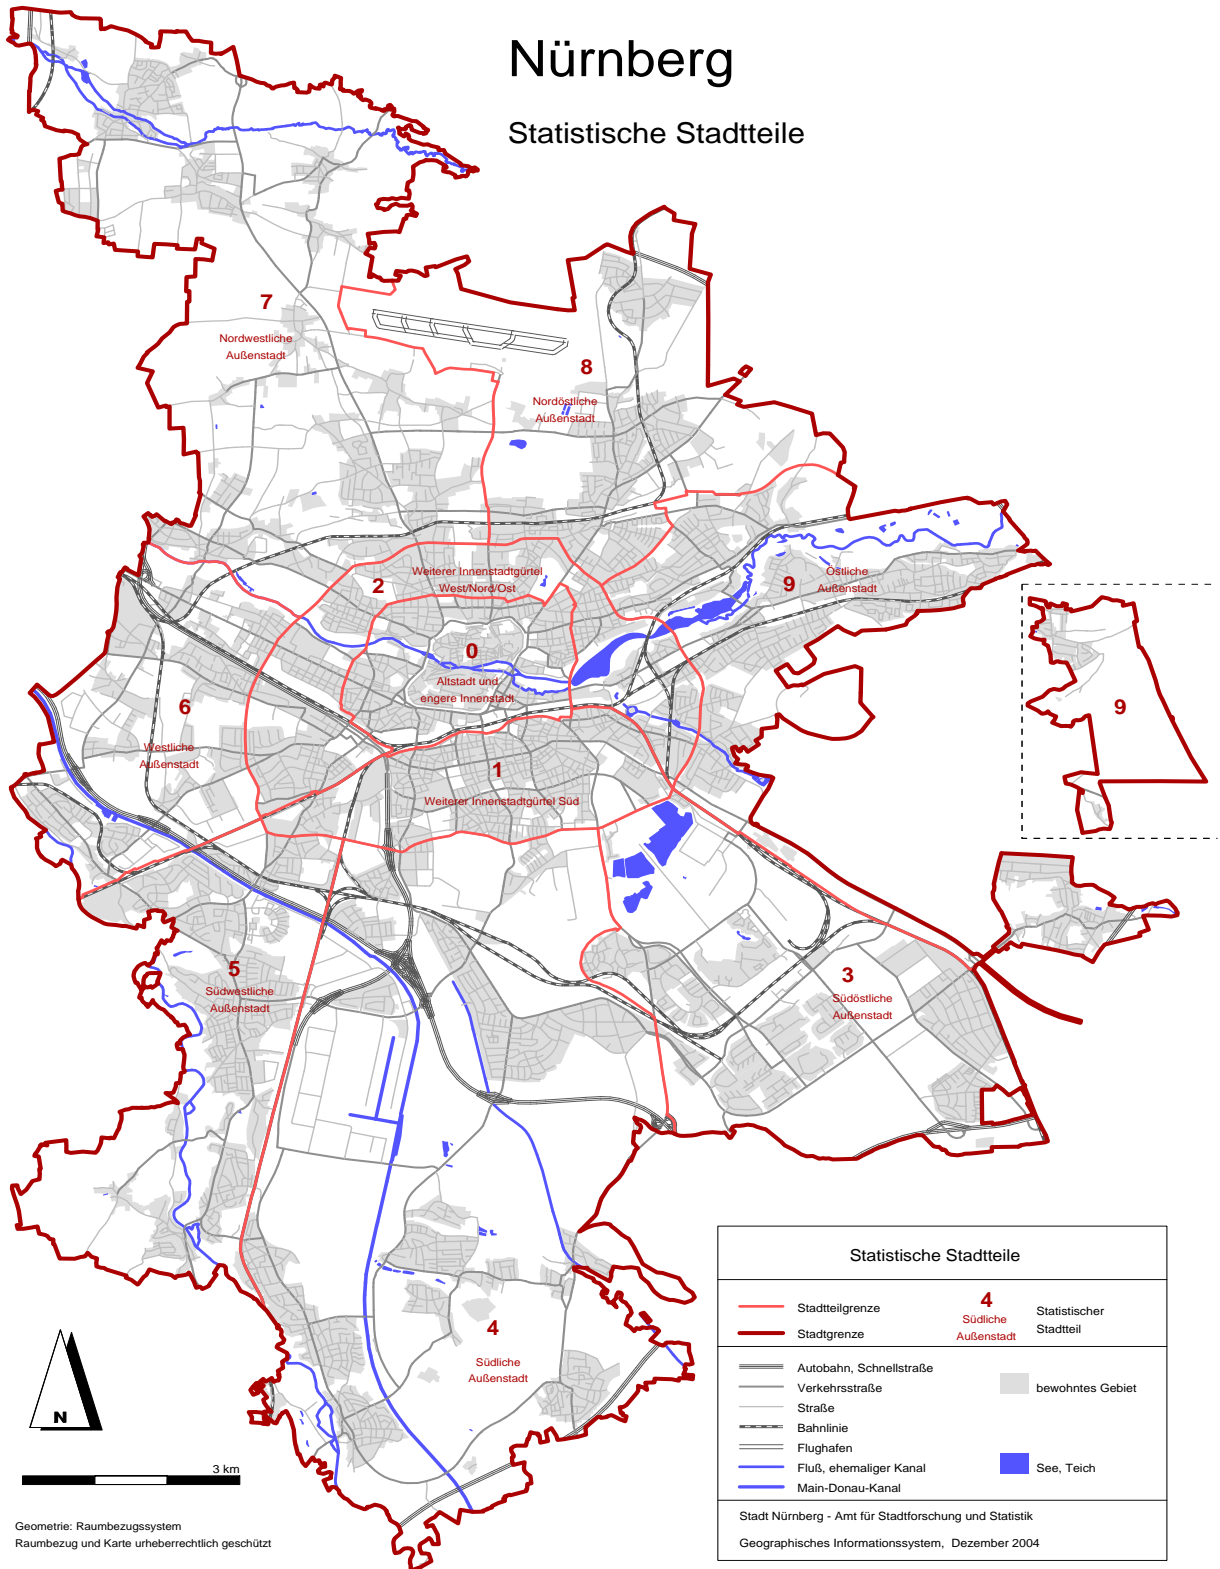 Nürnberg
Statistische Stadtteile
7
Nordwestliche
Außenstadt
8
Nordöstliche
Außenstadt
2
Weiterer Innenstadtgürtel
West/Nord/Ost
9
Östliche
Außenstadt
0
Altstadt und
engere Innenstadt
6
Westliche
Außenstadt
1
Weiterer Innenstadtgürtel Süd
9
5
Südwestliche
Außenstadt
3
Südöstliche
Außenstadt
4
Südliche
Außenstadt
N
3 km
Geometrie: Raumbezugssystem
Raumbezug und Karte urheberrechtlich geschützt
Statistische Stadtteile
Stadtteilgrenze
Stadtgrenze
4
Südliche
Außenstadt
Statistischer
Stadtteil
Autobahn, Schnellstraße
Verkehrsstraße
Straße
Bahnlinie
Flughafen
Fluß, ehemaliger Kanal
Main-Donau-Kanal
bewohntes Gebiet
See, Teich
Stadt Nürnberg - Amt für Stadtforschung und Statistik
Geographisches Informationssystem, Dezember 2004